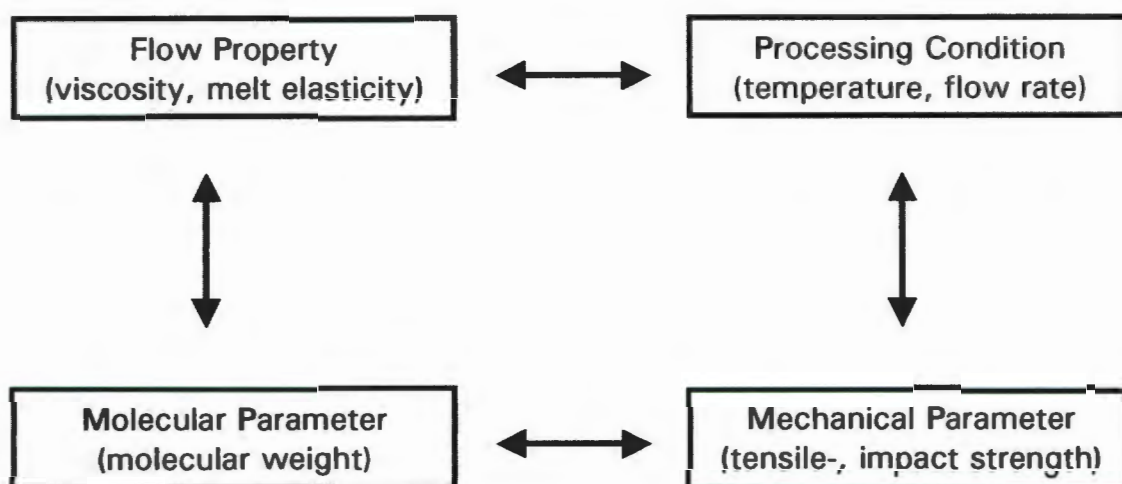 Flow Property
(viscosity, melt elasticity)
Processing Condition
(temperature, flow rate)
Molecular Parameter
(molecular weight)
Mechanical Parameter
(tensile-, impact strength)